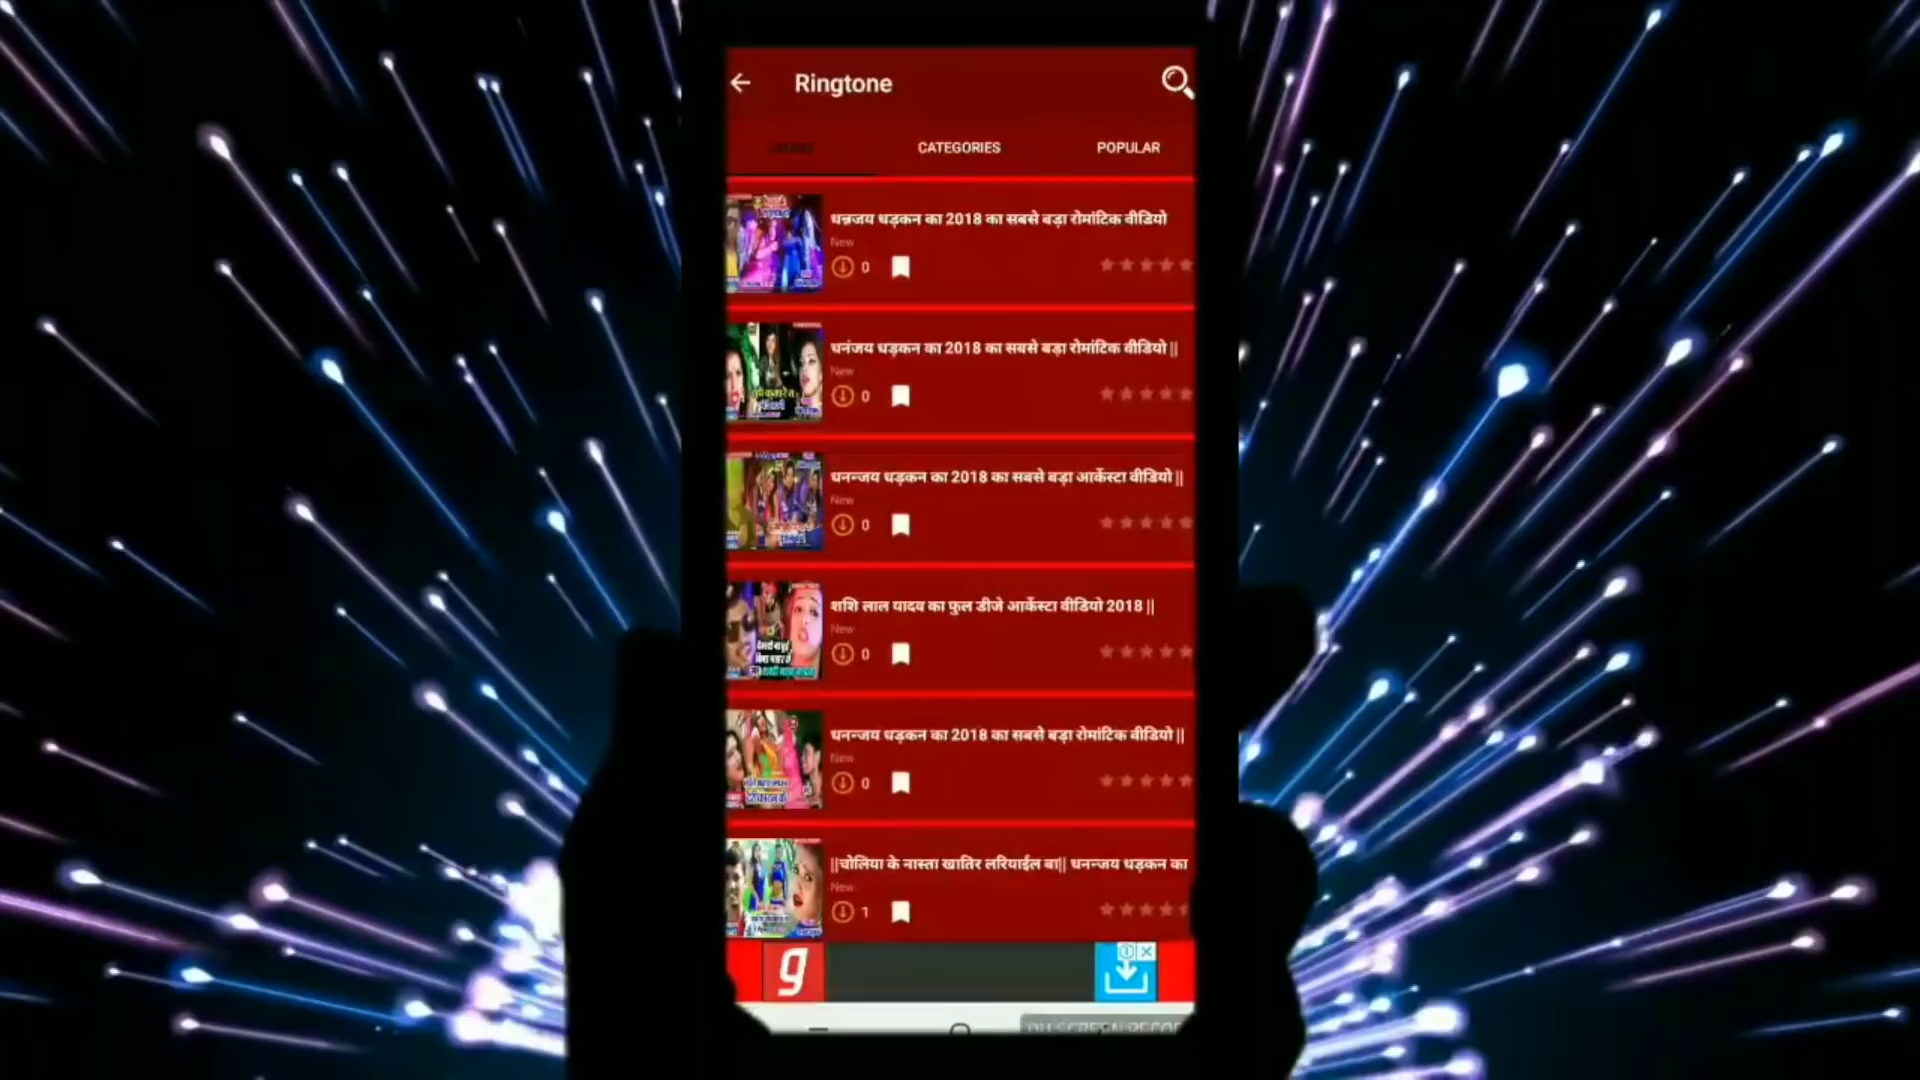 Ringtone
CATEGORIES
POPULAR
धन्नजय धड़कन का 2018 का सबसे बड़ा रोमांटिक वीडियो
New
0
धनंजय धड़कन का 2018 का सबसे बड़ा रोमांटिक वीडियो ||
New
0
धनन्जय धड़कन का 2018 का सबसे बड़ा आर्केस्टा वीडियो ||
New
0
शशि लाल यादव का फुल डीजे आर्केस्टा वीडियो 2018 ||
New
0
धनन्जय धड़कन का 2018 का सबसे बड़ा रोमांटिक वीडियो ||
New
0
||चोलिया के नास्ता खातिर लरियाईल बा|| धनन्जय धड़कन का
New
1
g